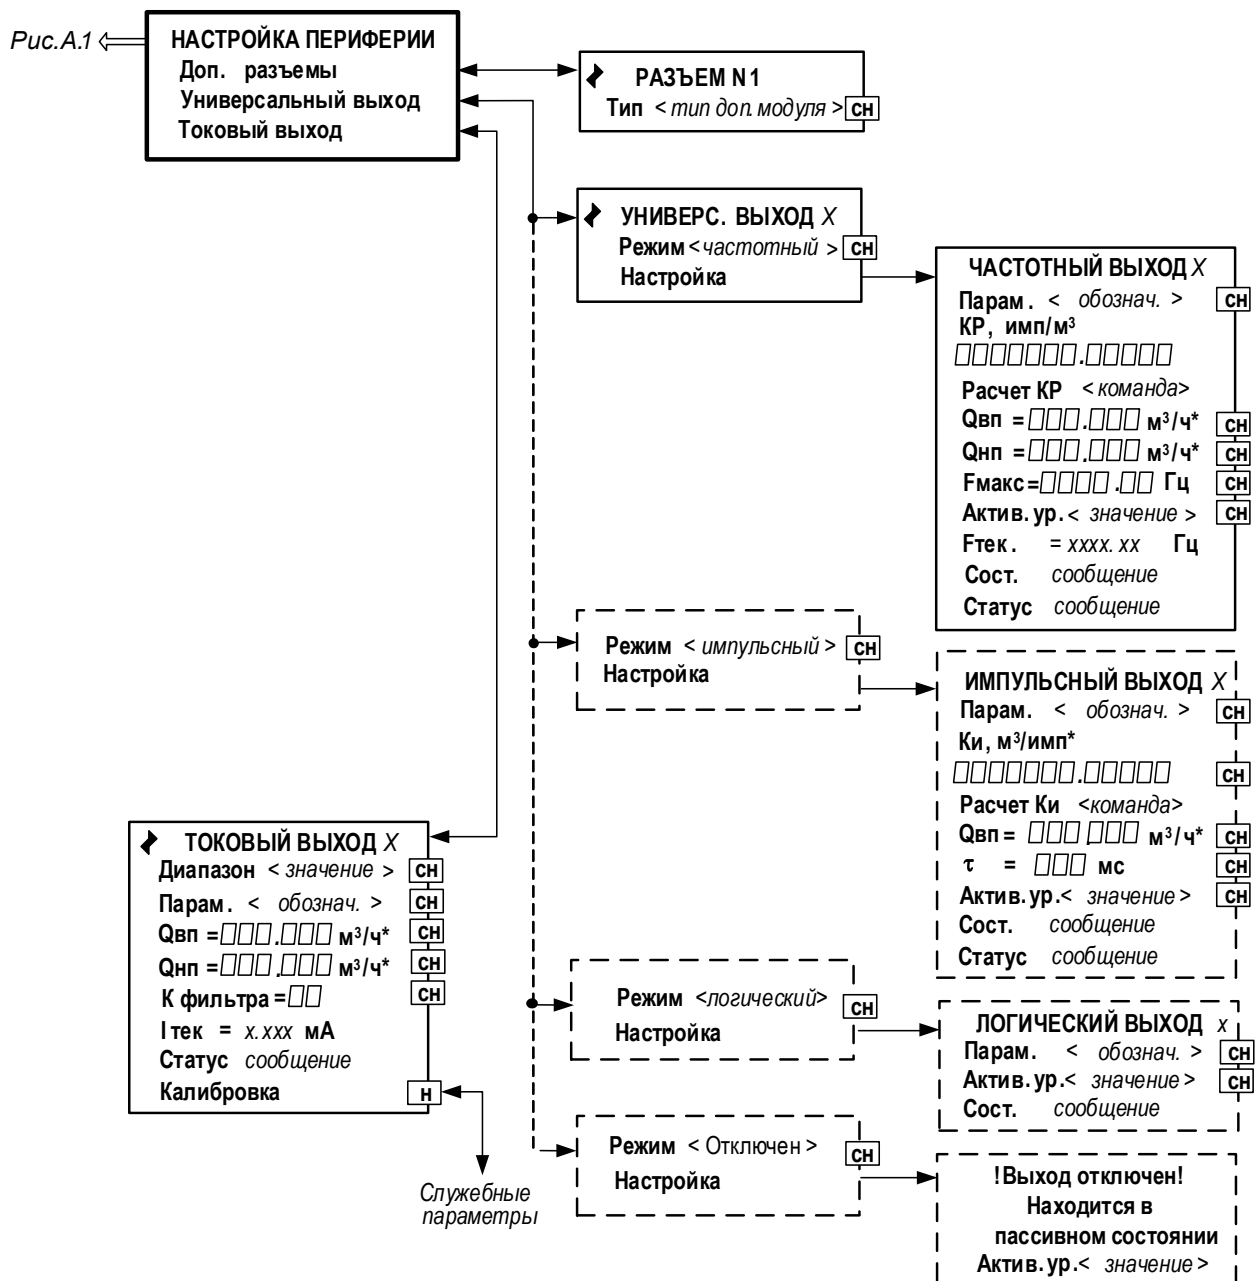 Рис.А.1
НАСТРОЙКА ПЕРИФЕРИИ
Доп. разъемы
Универсальный выход
Токовый выход
РАЗЪЕМ N1
Тип < тип доп. модуля > СН
УНИВЕРС. ВЫХОД X
Режим <частотный > СН
Настройка
ЧАСТОТНЫЙ ВЫХОД X
Парам. < обознач. > СН
КР, имп/м³
□□□□□□□.□□□□□
Расчет КР <команда>
Qвп =□□□.□□□ м³/ч* СН
Qнп =□□□.□□□ м³/ч* СН
Fмакс=□□□□.□□ Гц СН
Актив. ур.< значение > СН
Fтек. = xxxx.xx Гц
Сост. сообщение
Статус сообщение
Режим < импульсный > СН
Настройка
ИМПУЛЬСНЫЙ ВЫХОД X
Парам. < обознач. > СН
Ки, м³/имп*
□□□□□□□.□□□□□ СН
Расчет Ки <команда>
Qвп = □□□.□□□ м³/ч* СН
τ = □□□ мс СН
Актив. ур.< значение > СН
Сост. сообщение
Статус сообщение
ТОКОВЫЙ ВЫХОД X
Диапазон < значение > СН
Парам. < обознач. > СН
Qвп =□□□.□□□ м³/ч* СН
Qнп =□□□.□□□ м³/ч* СН
К фильтра =□□ СН
I тек = x.xxx мА
Статус сообщение
Калибровка Н
Служебные
параметры
Режим <логический> СН
Настройка
ЛОГИЧЕСКИЙ ВЫХОД x
Парам. < обознач. > СН
Актив. ур.< значение > СН
Сост. сообщение
Режим < Отключен > СН
Настройка
!Выход отключен!
Находится в
пассивном состоянии
Актив. ур.< значение >